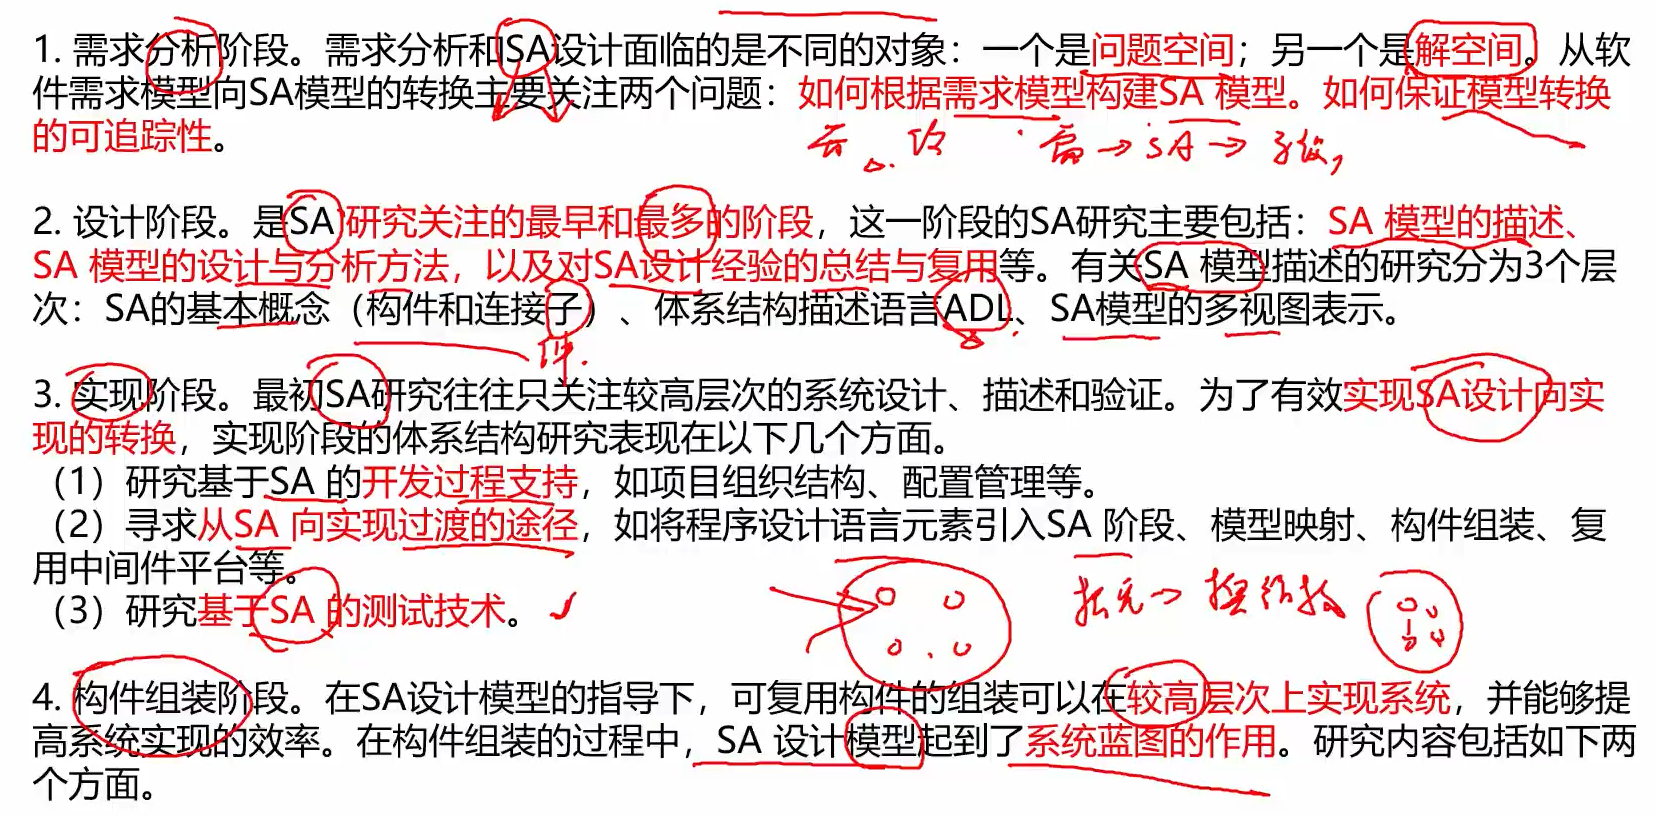 1. 需求分析阶段。需求分析和SA设计面临的是不同的对象：一个是问题空间；另一个是解空间。从软
件需求模型向SA模型的转换主要关注两个问题：如何根据需求模型构建SA 模型。如何保证模型转换
的可追踪性。
需→SA→
2. 设计阶段。是SA 研究关注的最早和最多的阶段，这一阶段的SA研究主要包括：SA 模型的描述、
SA 模型的设计与分析方法，以及对SA设计经验的总结与复用等。有关SA 模型描述的研究分为3个层
次：SA的基本概念（构件和连接子）、体系结构描述语言ADL、SA模型的多视图表示。
件.
3. 实现阶段。最初SA研究往往只关注较高层次的系统设计、描述和验证。为了有效实现SA设计向实
现的转换，实现阶段的体系结构研究表现在以下几个方面。
（1）研究基于SA 的开发过程支持，如项目组织结构、配置管理等。
（2）寻求从SA 向实现过渡的途径，如将程序设计语言元素引入SA 阶段、模型映射、构件组装、复
用中间件平台等。
（3）研究基于SA 的测试技术。
4. 构件组装阶段。在SA设计模型的指导下，可复用构件的组装可以在较高层次上实现系统，并能够提
高系统实现的效率。在构件组装的过程中，SA 设计模型起到了系统蓝图的作用。研究内容包括如下两
个方面。